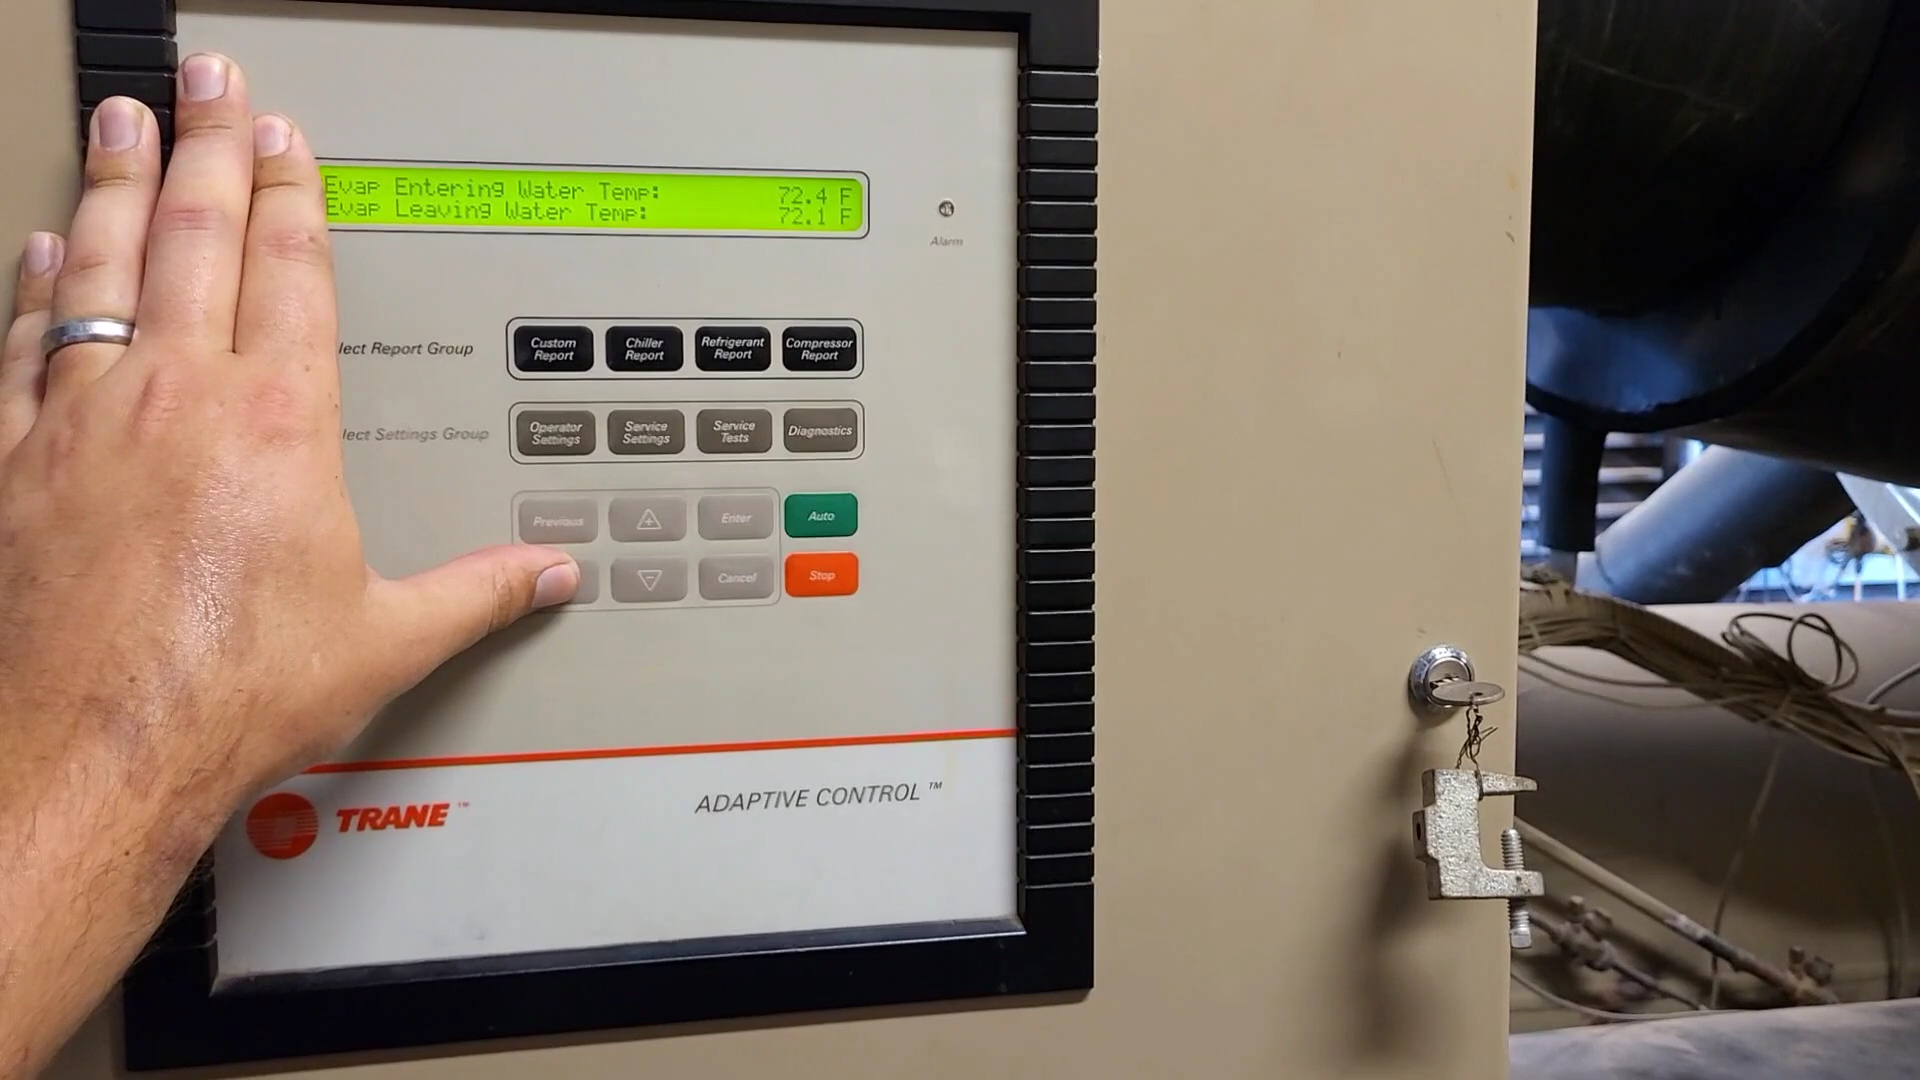 Evap Entering Water Temp: 72.4 F
Evap Leaving Water Temp: 72.1 F
Alarm
lect Report Group
Custom Report
Chiller Report
Refrigerant Report
Compressor Report
lect Settings Group
Operator Settings
Service Settings
Service Tests
Diagnostics
Previous
+
Enter
Auto
-
Cancel
Stop
TRANE™
ADAPTIVE CONTROL™